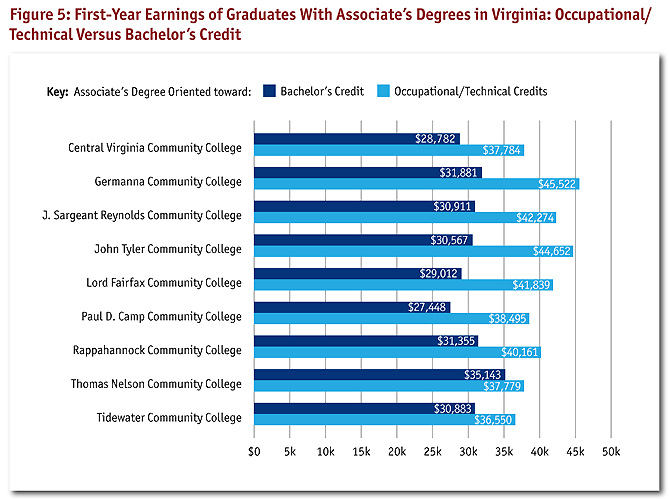 Figure 5: First-Year Earnings of Graduates With Associate's Degrees in Virginia: Occupational/
Technical Versus Bachelor's Credit
Key: Associate's Degree Oriented toward: Bachelor's Credit Occupational/Technical Credits
Central Virginia Community College $28,782 $37,784
Germanna Community College $31,881 $45,522
J. Sargeant Reynolds Community College $30,911 $42,274
John Tyler Community College $30,567 $44,652
Lord Fairfax Community College $29,012 $41,839
Paul D. Camp Community College $27,448 $38,495
Rappahannock Community College $31,355 $40,161
Thomas Nelson Community College $35,143 $37,779
Tidewater Community College $30,883 $36,550
$0 5k 10k 15k 20k 25k 30k 35k 40k 45k 50k